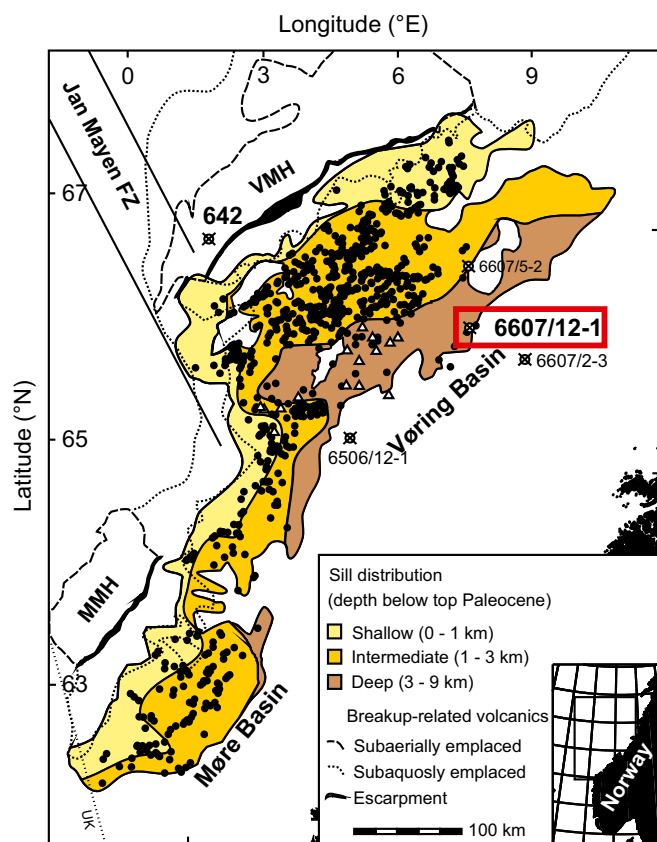 Longitude (°E)
0 3 6 9
Jan Mayen FZ
VMH
67
642
6607/5-2
6607/12-1
6607/2-3
Vøring Basin
Latitude (°N)
65
6506/12-1
MMH
Sill distribution
(depth below top Paleocene)
Shallow (0 - 1 km)
Intermediate (1 - 3 km)
Deep (3 - 9 km)
63
Møre Basin
Breakup-related volcanics
Subaerially emplaced
Subaquosly emplaced
Escarpment
Norway
UK
100 km